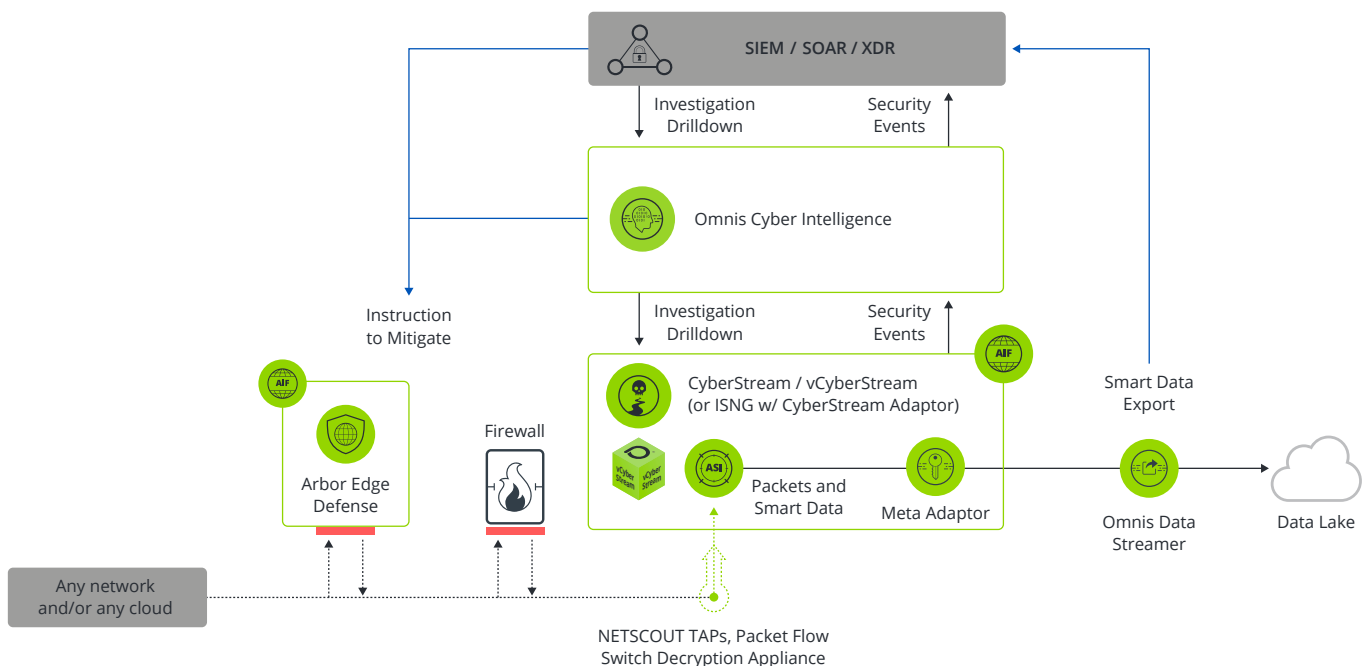 SIEM / SOAR / XDR
Investigation
Drilldown
Security
Events
Omnis Cyber Intelligence
Instruction
to Mitigate
Investigation
Drilldown
Security
Events
AIF
AIF
CyberStream / vCyberStream
(or ISNG w/ CyberStream Adaptor)
Smart Data
Export
Arbor Edge
Defense
Firewall
vCyber
Stream
vCyber
Stream
ASI
Packets and
Smart Data
Meta Adaptor
Omnis Data
Streamer
Data Lake
Any network
and/or any cloud
NETSCOUT TAPs, Packet Flow
Switch Decryption Appliance